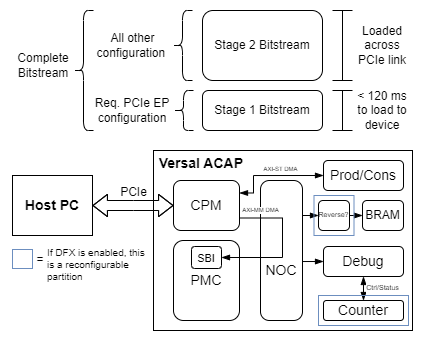 Complete
Bitstream
All other
configuration
Stage 2 Bitstream
Loaded
across
PCIe link
Req. PCIe EP
configuration
Stage 1 Bitstream
< 120 ms
to load to
device
Versal ACAP
Host PC
PCIe
CPM
AXI-ST DMA
Prod/Cons
AXI-MM DMA
Reverse?
BRAM
SBI
PMC
NOC
Debug
Ctrl/Status
Counter
= If DFX is enabled, this
is a reconfigurable
partition